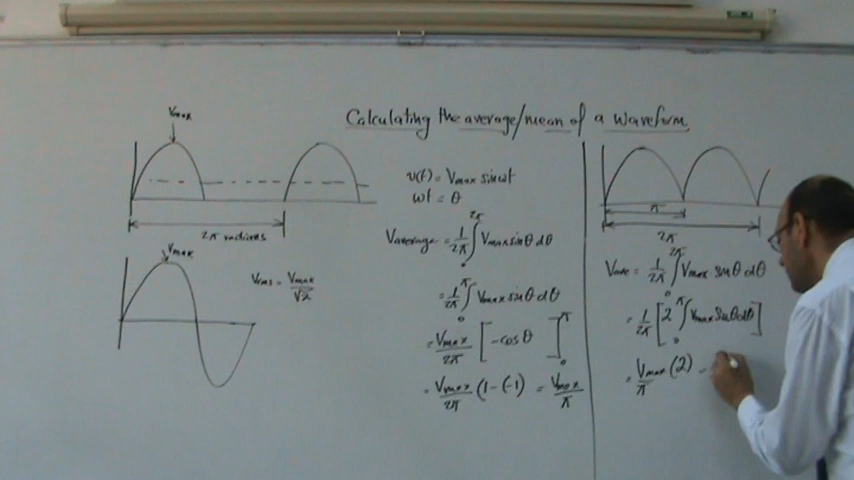 Calculating the average/mean of a waveform
Vmax
2π radians
Vmax
Vrms = Vmax/√2
v(t) = Vmax sinωt
ωt = θ
Vaverage = 1/2π ∫₀^2π Vmax sinθ dθ
= 1/2π ∫₀^π Vmax sinθ dθ
= Vmax/2π [-cosθ ]₀^π
= Vmax/2π (1-(-1) = Vmax/π
π
2π
Vave = 1/2π ∫₀^2π Vmax sinθ dθ
= 1/2π [2 ∫₀^π Vmax sinθ dθ]
= Vmax/π (2) =